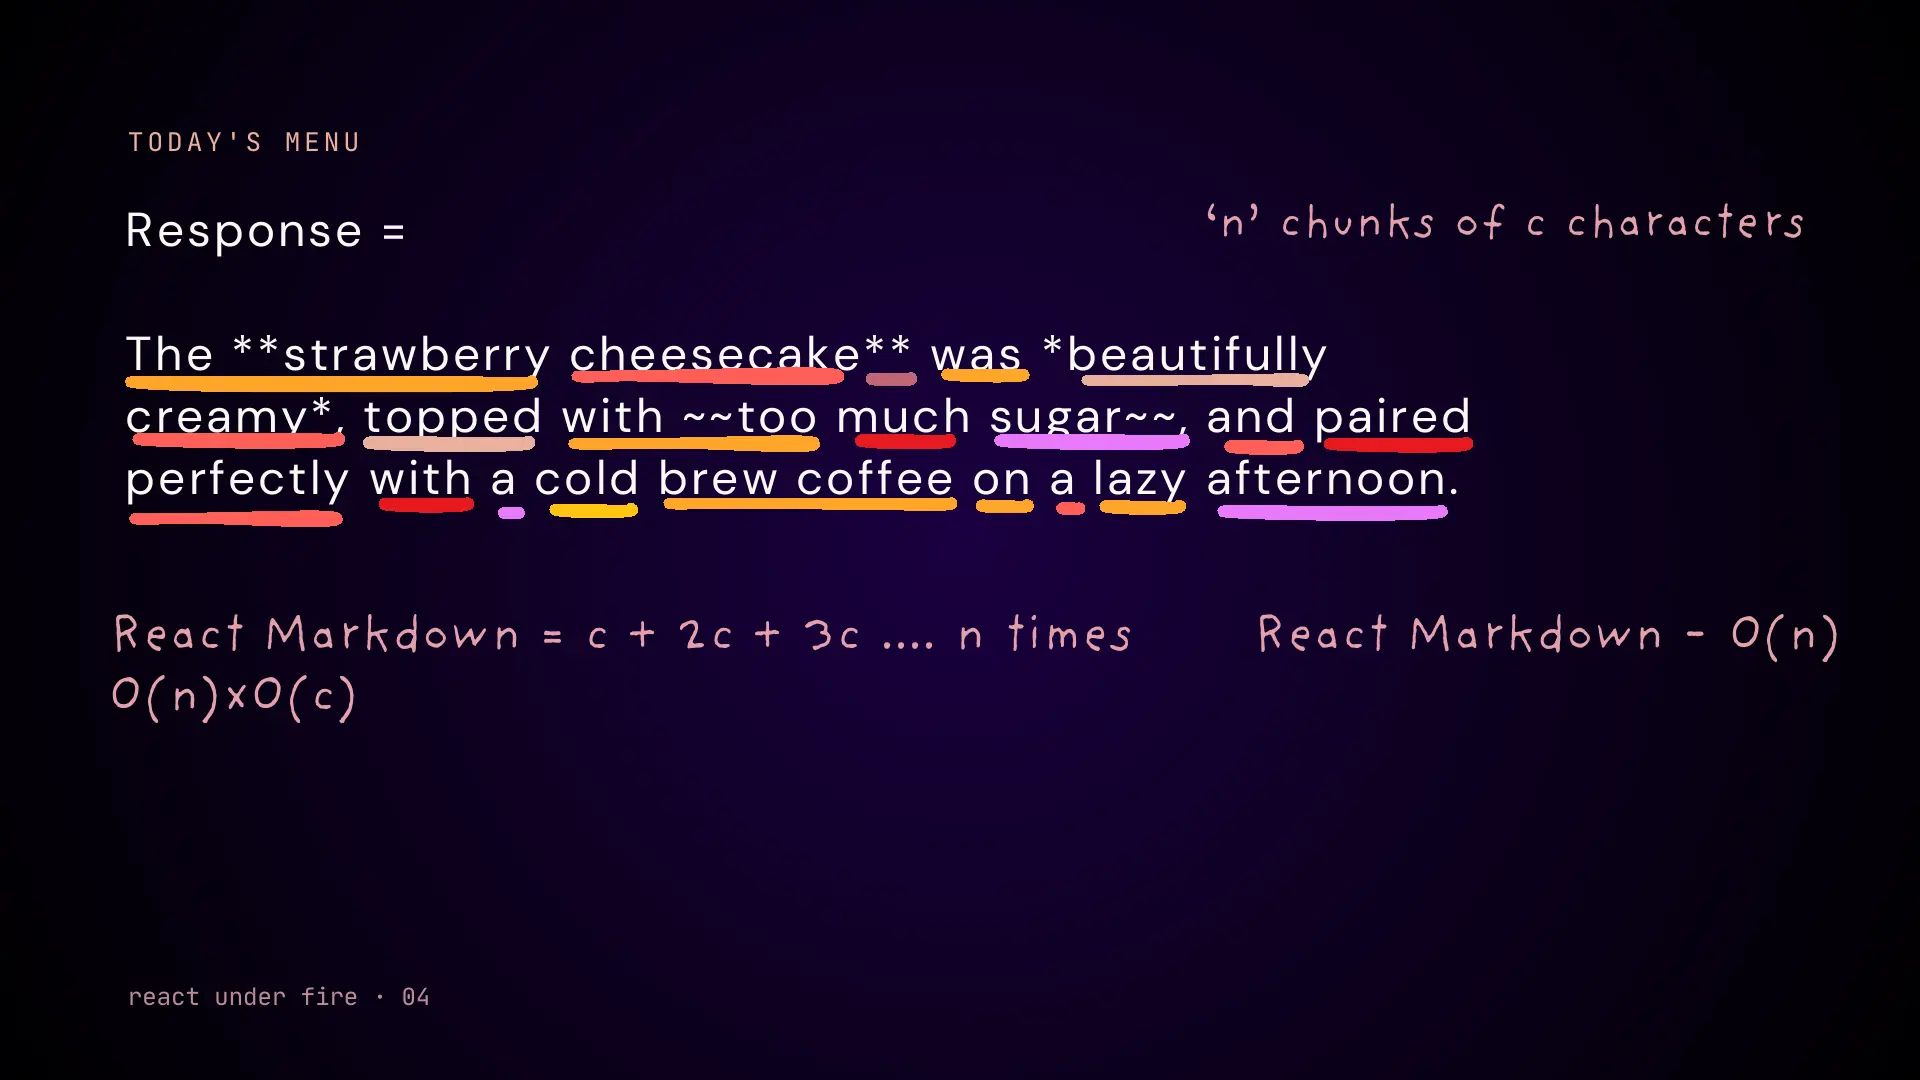 TODAY'S MENU
Response =
‘n’ chunks of c characters
The **strawberry cheesecake** was *beautifully
creamy*, topped with ~~too much sugar~~, and paired
perfectly with a cold brew coffee on a lazy afternoon.
React Markdown = c + 2c + 3c .... n times
O(n)xO(c)
React Markdown - O(n)
react under fire · 04